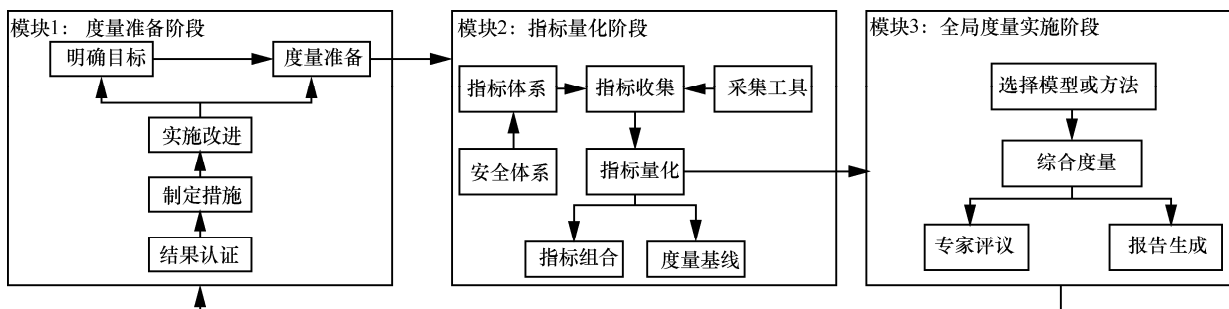 模块1： 度量准备阶段
明确目标
度量准备
实施改进
制定措施
结果认证
模块2：指标量化阶段
指标体系
指标收集
采集工具
安全体系
指标量化
指标组合
度量基线
模块3：全局度量实施阶段
选择模型或方法
综合度量
专家评议
报告生成